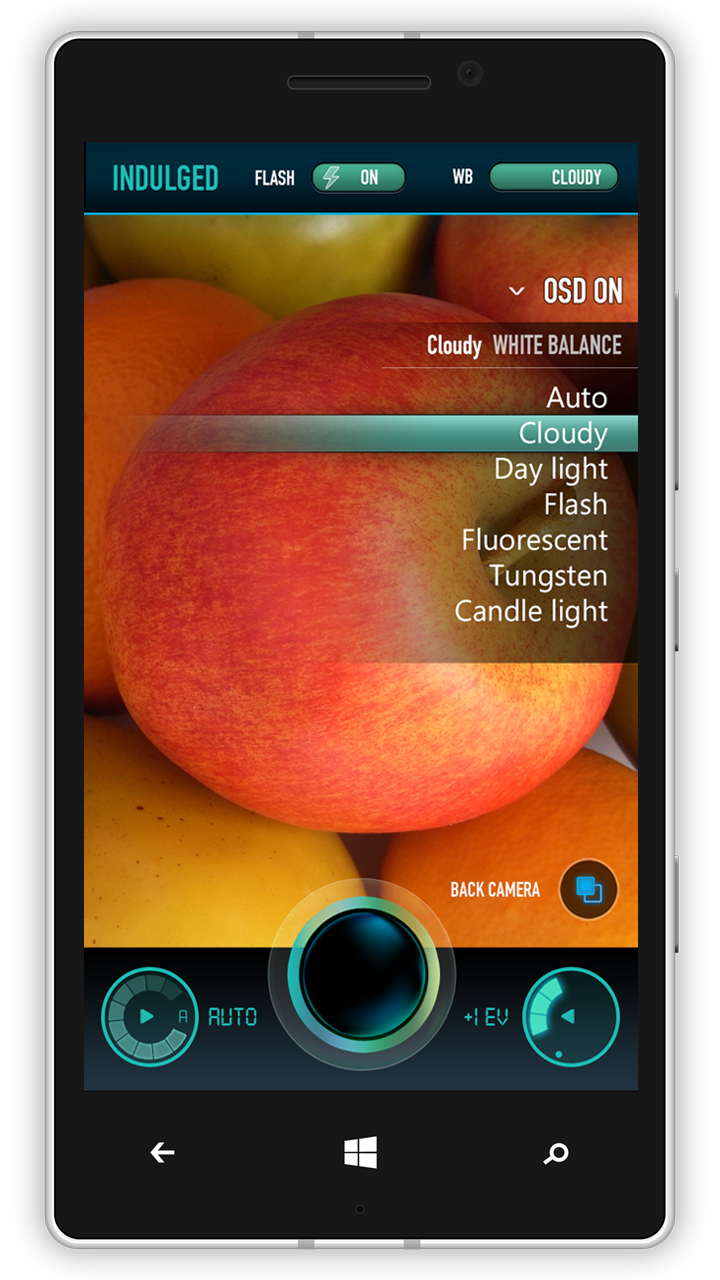 INDULGED FLASH ON WB CLOUDY
OSD ON
Cloudy WHITE BALANCE
Auto
Cloudy
Day light
Flash
Fluorescent
Tungsten
Candle light
BACK CAMERA
A AUTO +1 EV